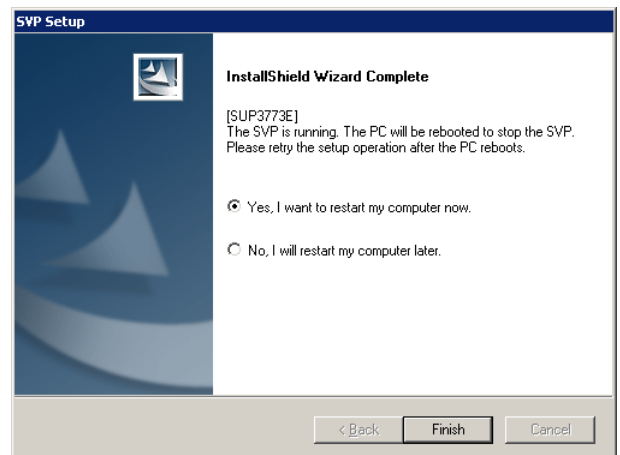 SVP Setup
InstallShield Wizard Complete
[SUP3773E]
The SVP is running. The PC will be rebooted to stop the SVP.
Please retry the setup operation after the PC reboots.
Yes, I want to restart my computer now.
No, I will restart my computer later.
< Back
Finish
Cancel